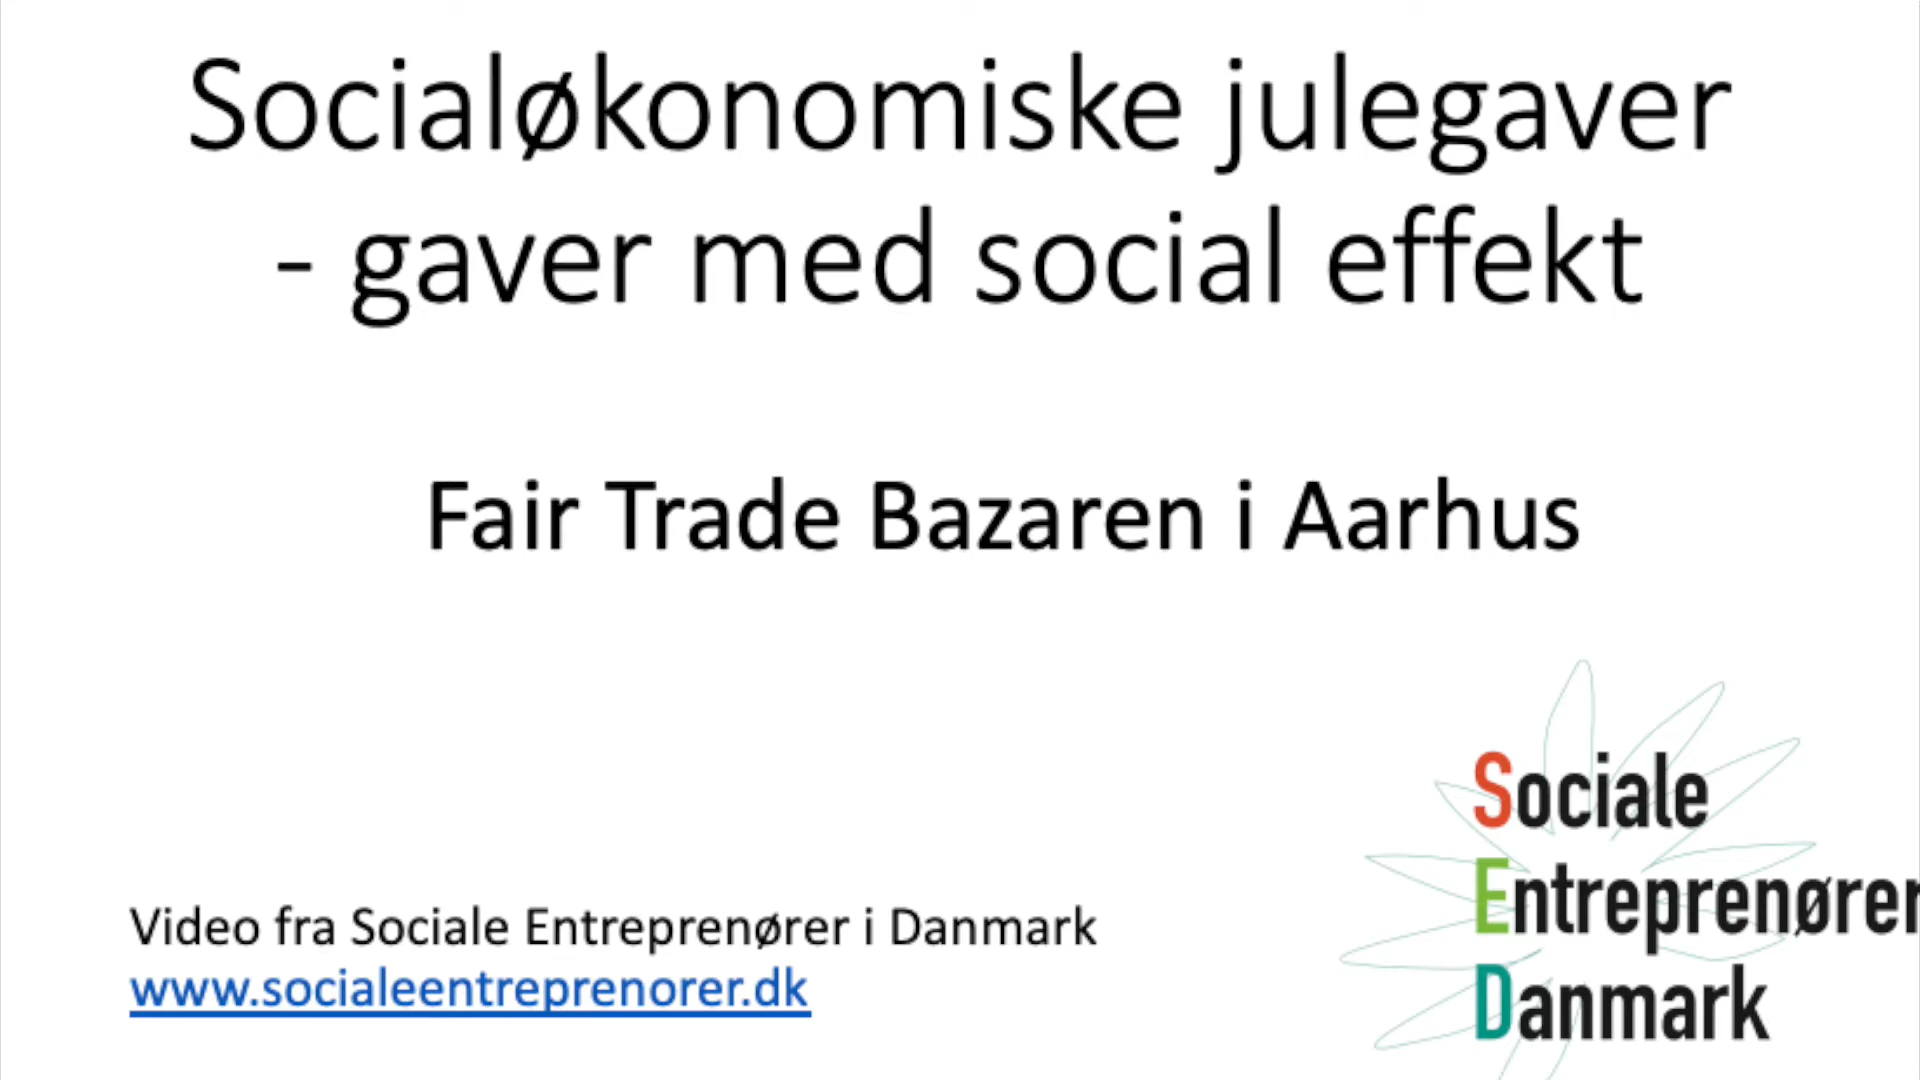 Socialøkonomiske julegaver
- gaver med social effekt
Fair Trade Bazaren i Aarhus
Video fra Sociale Entreprenører i Danmark
www.socialeentreprenorer.dk
Sociale
Entreprenører
Danmark